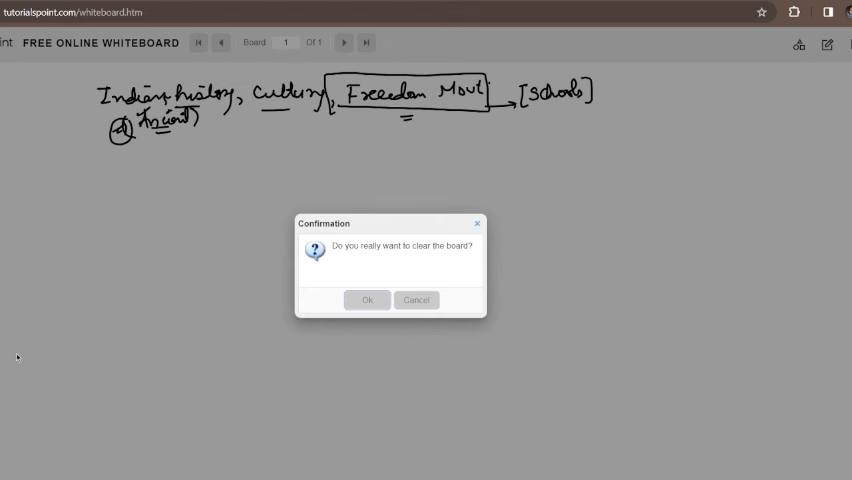 tutorialspoint.com/whiteboard.htm
int FREE ONLINE WHITEBOARD Board 1 Of 1
Indian history, Culture, Freedom Movt → [Schools]
Confirmation
Do you really want to clear the board?
Ok Cancel